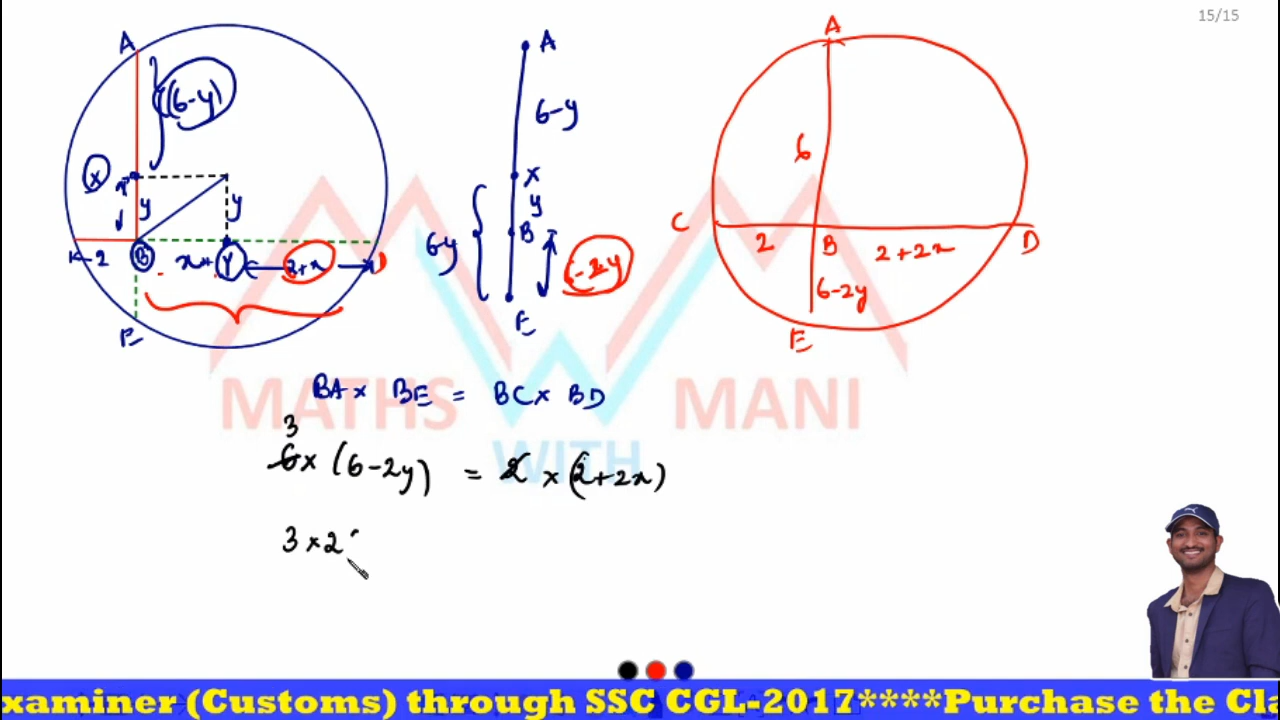 15/15
A
(6-y)
x
y
y
2
B
x
Y
2+x
D
E
A
6-y
x
y
B
6-y
6-2y
E
A
6
C
2
B
2+2x
D
6-2y
E
MATHS WITH MANI
BA × BE = BC × BD
3
6 × (6-2y) = 2 × (2+2x)
3 × 2
xaminer (Customs) through SSC CGL-2017****Purchase the Cla